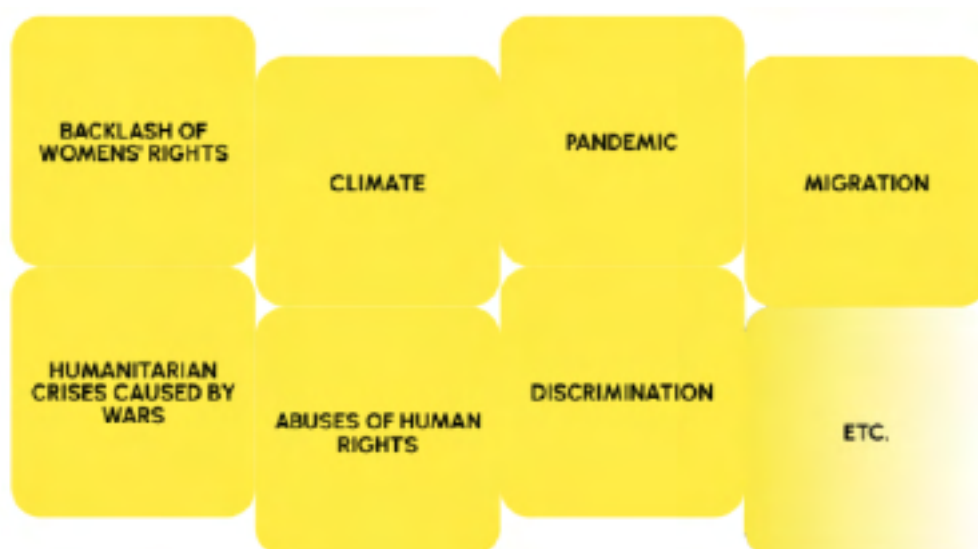 BACKLASH OF
WOMENS' RIGHTS
CLIMATE
PANDEMIC
MIGRATION
HUMANITARIAN
CRISES CAUSED BY
WARS
ABUSES OF HUMAN
RIGHTS
DISCRIMINATION
ETC.